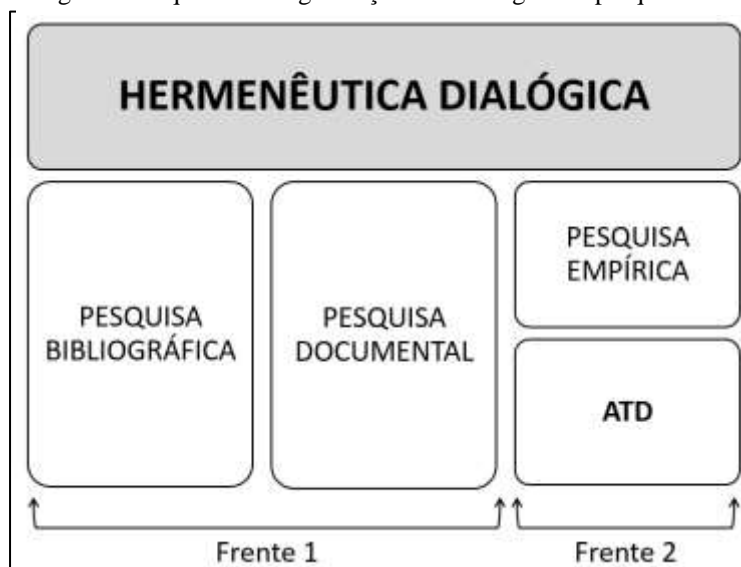 HERMENÊUTICA DIALÓGICA
PESQUISA
BIBLIOGRÁFICA
PESQUISA
DOCUMENTAL
PESQUISA
EMPÍRICA
ATD
Frente 1
Frente 2